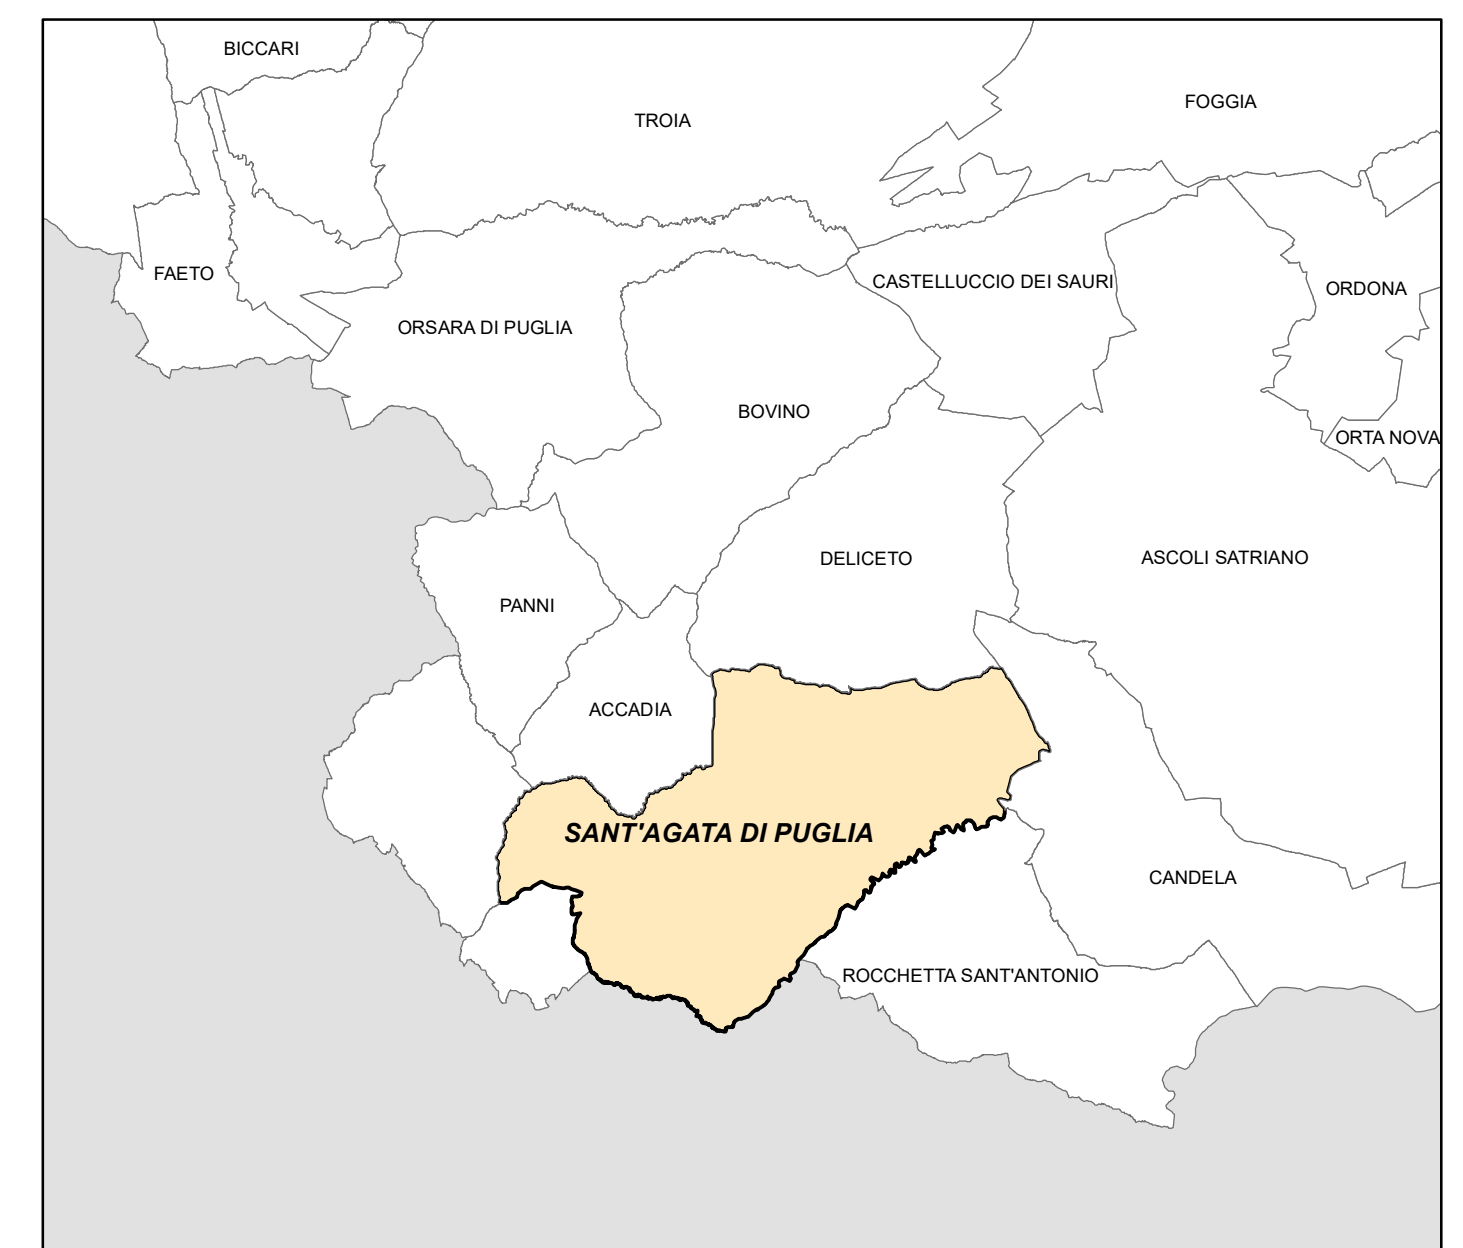 BICCARI
TROIA
FOGGIA
FAETO
CASTELLUCCIO DEI SAURI
ORDONA
ORSARA DI PUGLIA
BOVINO
ORTA NOVA
DELICETO
ASCOLI SATRIANO
PANNI
ACCADIA
SANT'AGATA DI PUGLIA
CANDELA
ROCCHETTA SANT'ANTONIO